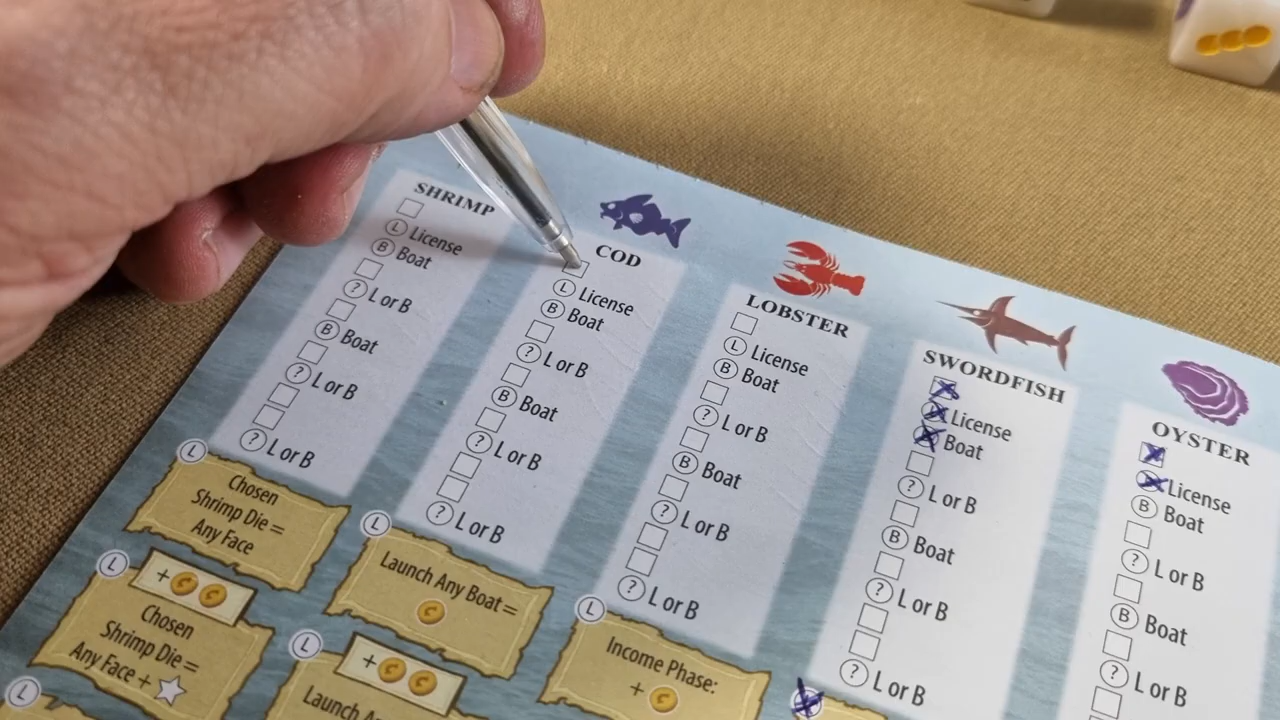 SHRIMP
L License
B Boat
? L or B
B Boat
? L or B
? L or B
COD
L License
B Boat
? L or B
B Boat
? L or B
? L or B
LOBSTER
L License
B Boat
? L or B
B Boat
? L or B
? L or B
SWORDFISH
License
Boat
? L or B
B Boat
? L or B
? L or B
OYSTER
License
B Boat
? L or B
B Boat
? L or B
L
Chosen
Shrimp Die =
Any Face
L
+ C C
Chosen
Shrimp Die =
Any Face +
L
L
Launch Any Boat =
C
L
+ C C
L
Income Phase:
+ C